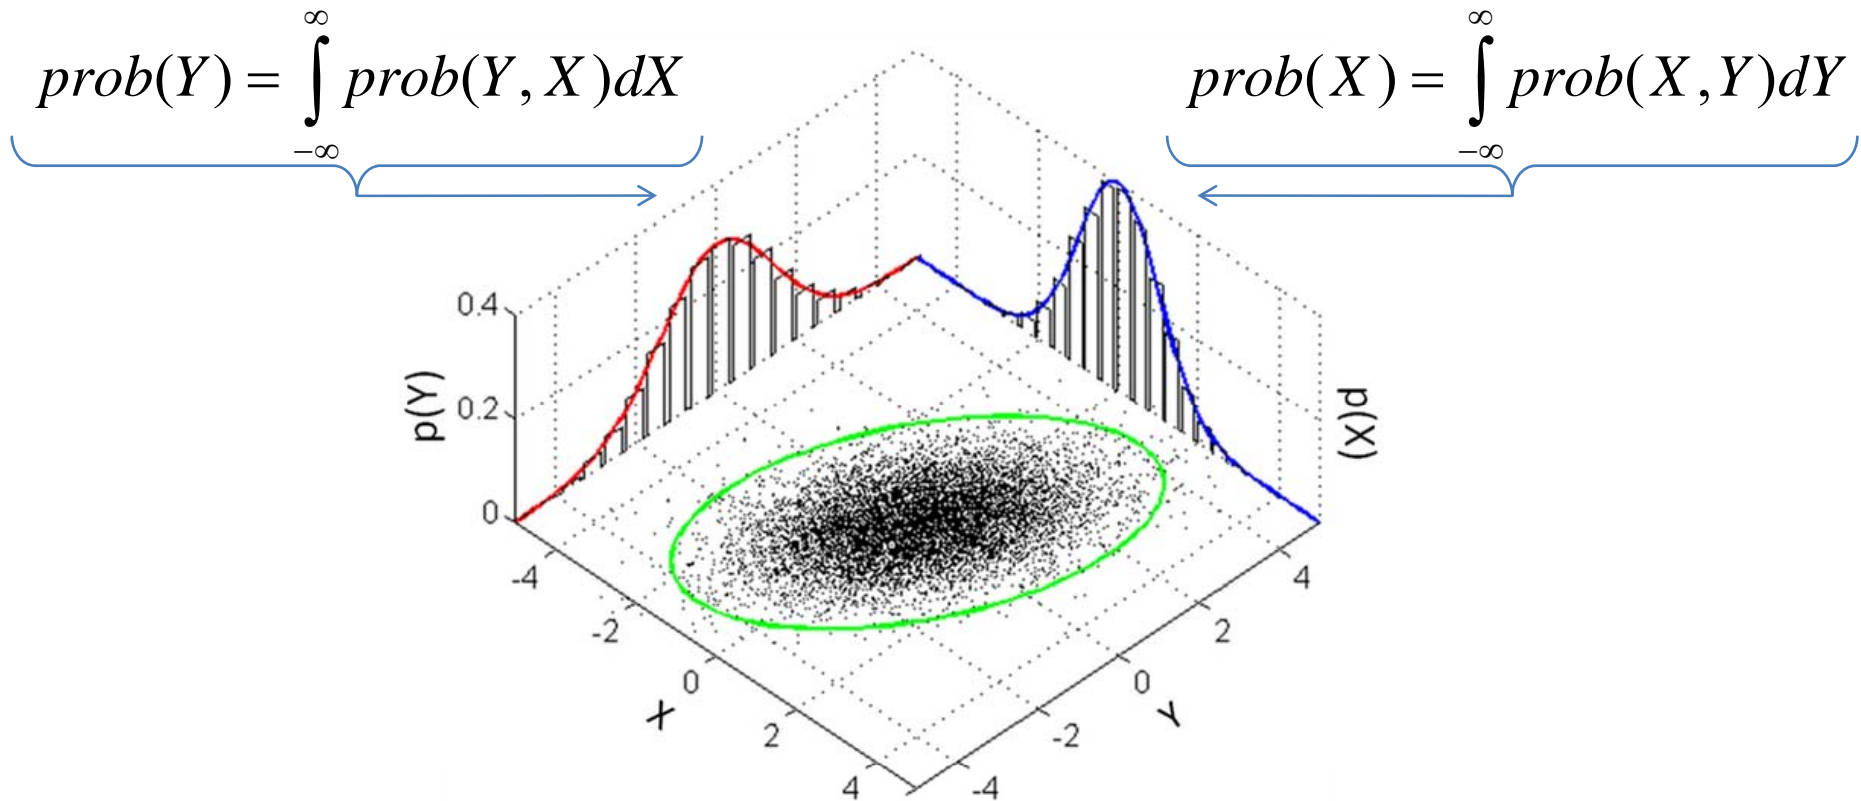 prob(Y) = ∫_{-∞}^{∞} prob(Y, X)dX
prob(X) = ∫_{-∞}^{∞} prob(X,Y)dY
0.4
0.2
0
p(Y)
p(X)
-4
-2
0
2
4
X
4
2
0
-2
-4
Y